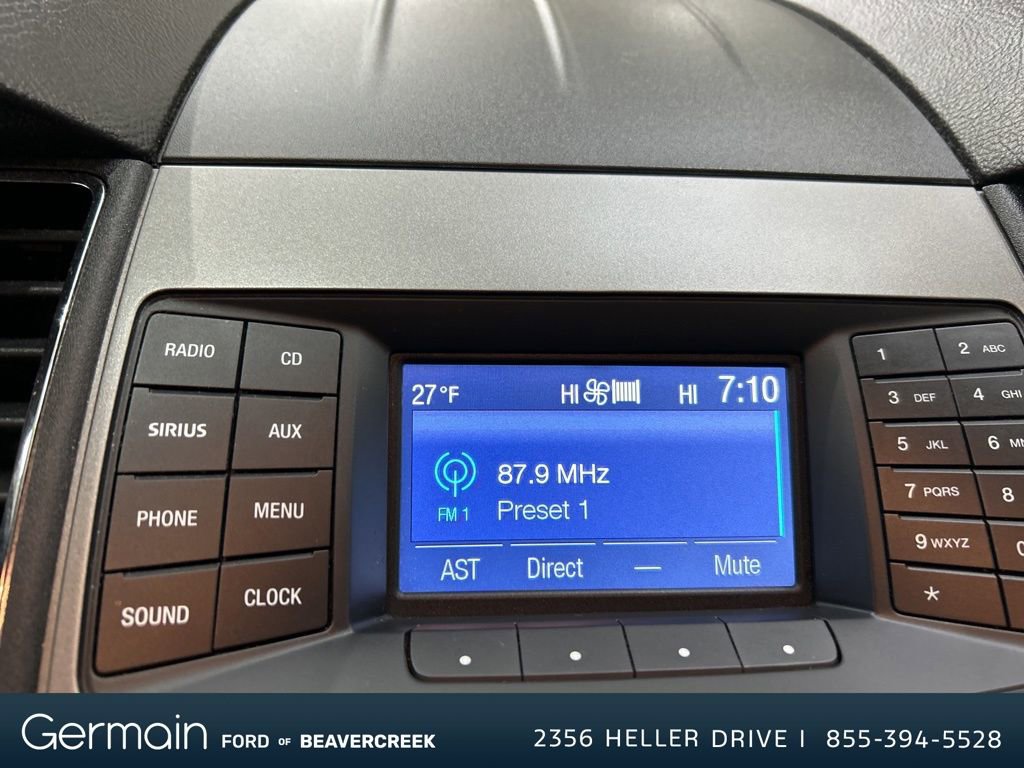 RADIO CD
SIRIUS AUX
PHONE MENU
SOUND CLOCK
27°F HI HI 7:10
87.9 MHz
FM 1 Preset 1
AST Direct — Mute
1 2 ABC
3 DEF 4 GHI
5 JKL 6
7 PQRS 8
9 WXYZ
*
Germain FORD OF BEAVERCREEK 2356 HELLER DRIVE | 855-394-5528